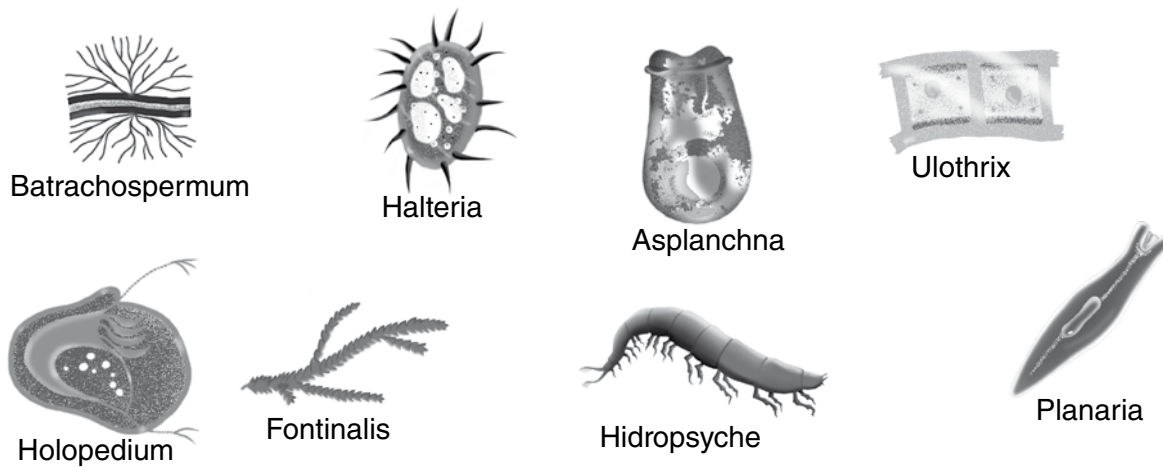 Batrachospermum
Halteria
Asplanchna
Ulothrix
Holopedium
Fontinalis
Hidropsyche
Planaria